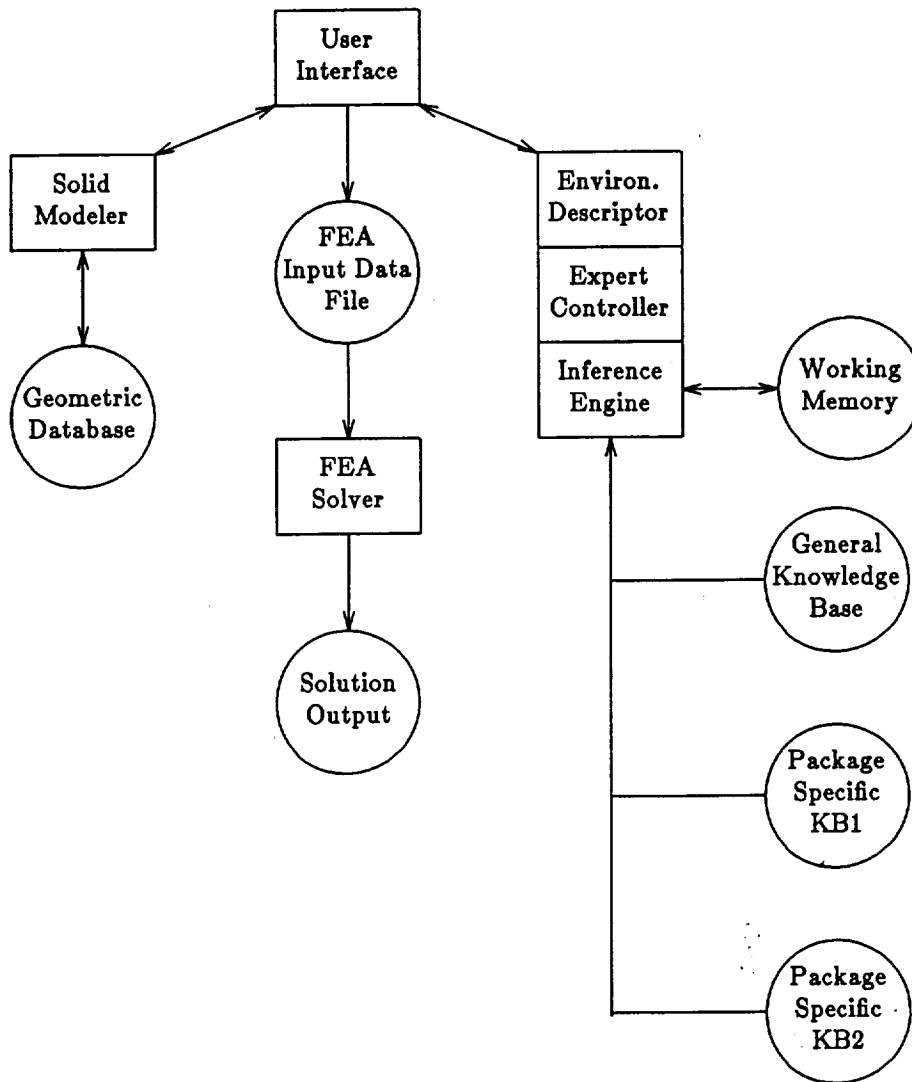 User
Interface
Solid
Modeler
Geometric
Database
FEA
Input Data
File
FEA
Solver
Solution
Output
Environ.
Descriptor
Expert
Controller
Inference
Engine
Working
Memory
General
Knowledge
Base
Package
Specific
KB1
Package
Specific
KB2